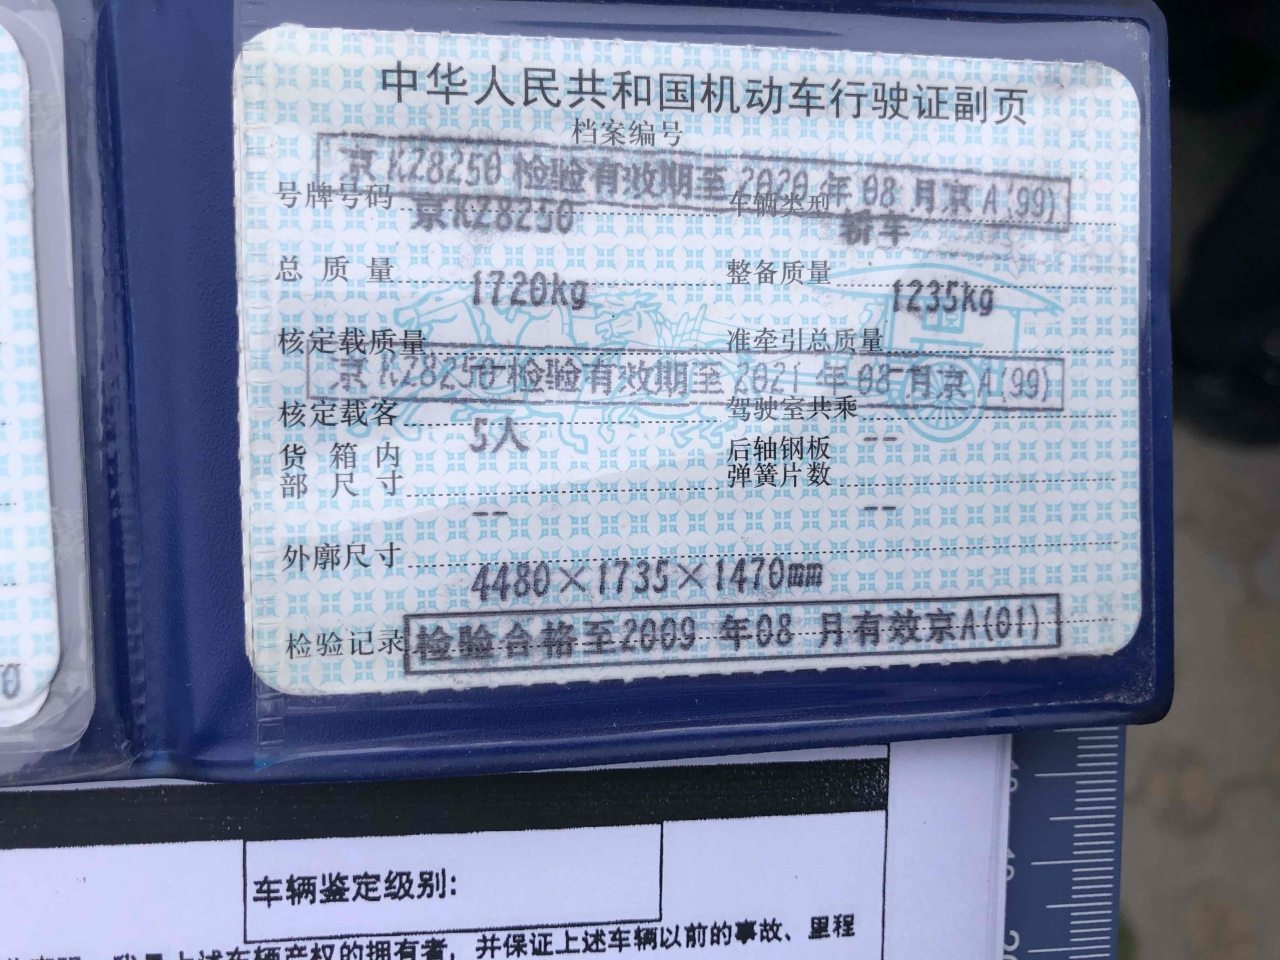 中华人民共和国机动车行驶证副页
档案编号
京KZ8250 检验有效期至2020 年 08 月京 A(99)
号牌号码 京KZ8250 车辆类型 轿车
总 质 量 1720kg 整备质量 1235kg
核定载质量 -- 准牵引总质量 --
京KZ8250 检验有效期至2021 年 08 月京 A(99)
核定载客 5人 驾驶室共乘 --
货 箱 内 后轴钢板
部 尺 寸 -- 弹簧片数 --
外廓尺寸 4480×1735×1470mm
检验记录 检验合格至2009 年08 月有效京A(01)
0
车辆鉴定级别:
上述车辆产权的拥有者，并保证上述车辆以前的事故、里程